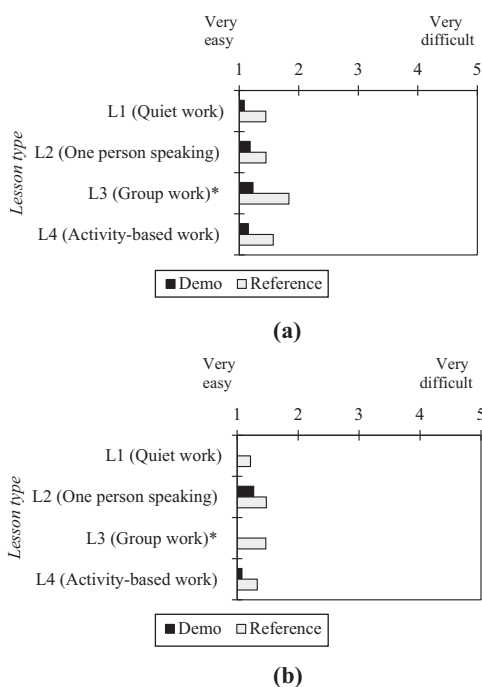 Very easy
Very difficult
1 2 3 4 5
Lesson type
L1 (Quiet work)
L2 (One person speaking)
L3 (Group work)*
L4 (Activity-based work)
Demo Reference
(a)
Very easy
Very difficult
1 2 3 4 5
Lesson type
L1 (Quiet work)
L2 (One person speaking)
L3 (Group work)*
L4 (Activity-based work)
Demo Reference
(b)